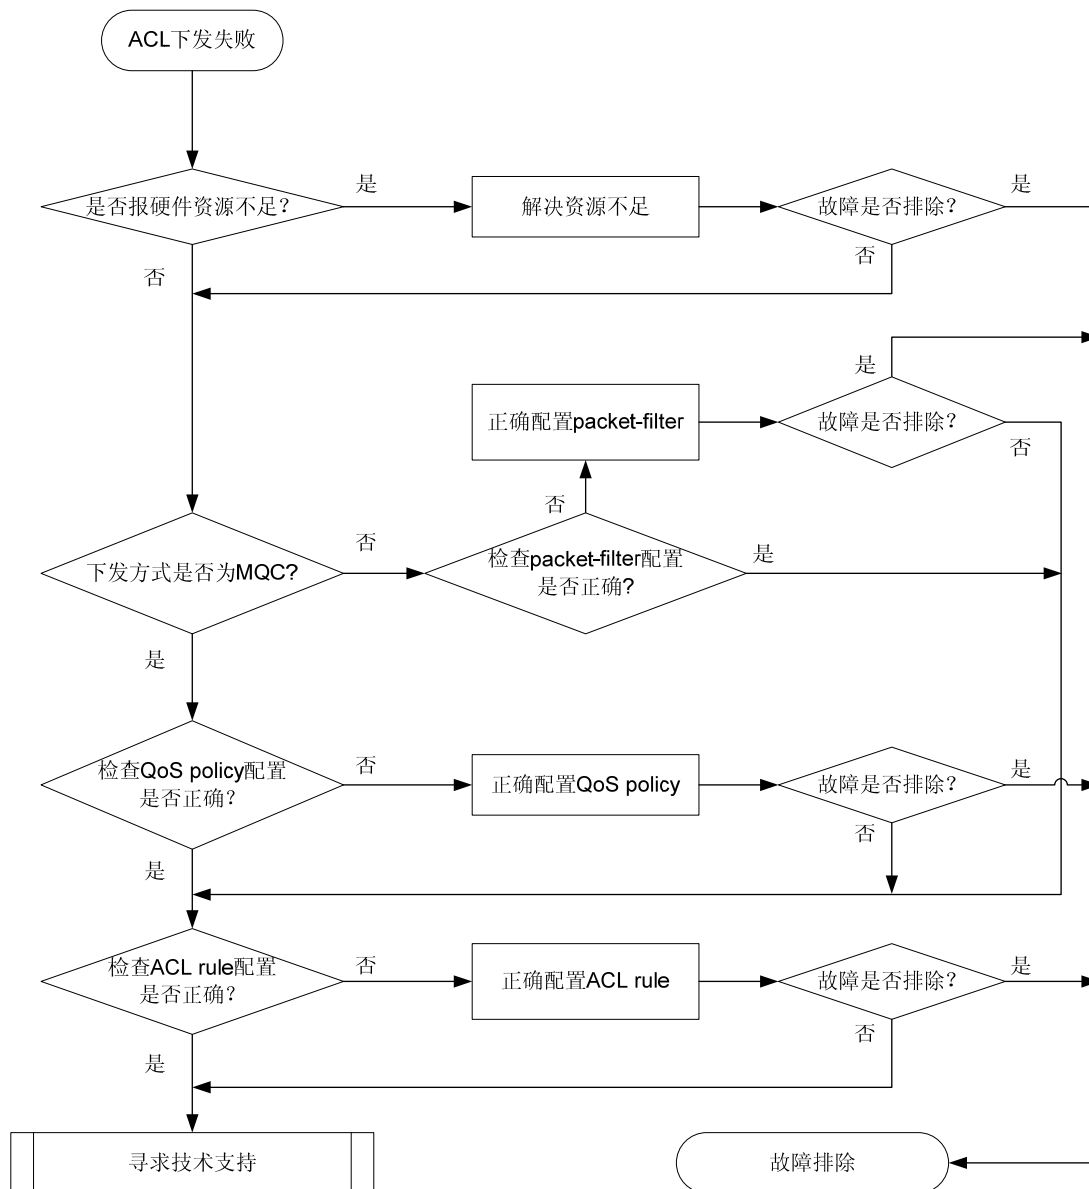 ACL下发失败
是否报硬件资源不足？
是
解决资源不足
故障是否排除？
是
否
否
是
正确配置packet-filter
故障是否排除？
否
否
下发方式是否为MQC?
否
检查packet-filter配置
是否正确？
是
是
检查QoS policy配置
是否正确？
否
正确配置QoS policy
故障是否排除？
是
否
是
检查ACL rule配置
是否正确？
否
正确配置ACL rule
故障是否排除？
是
否
是
寻求技术支持
故障排除